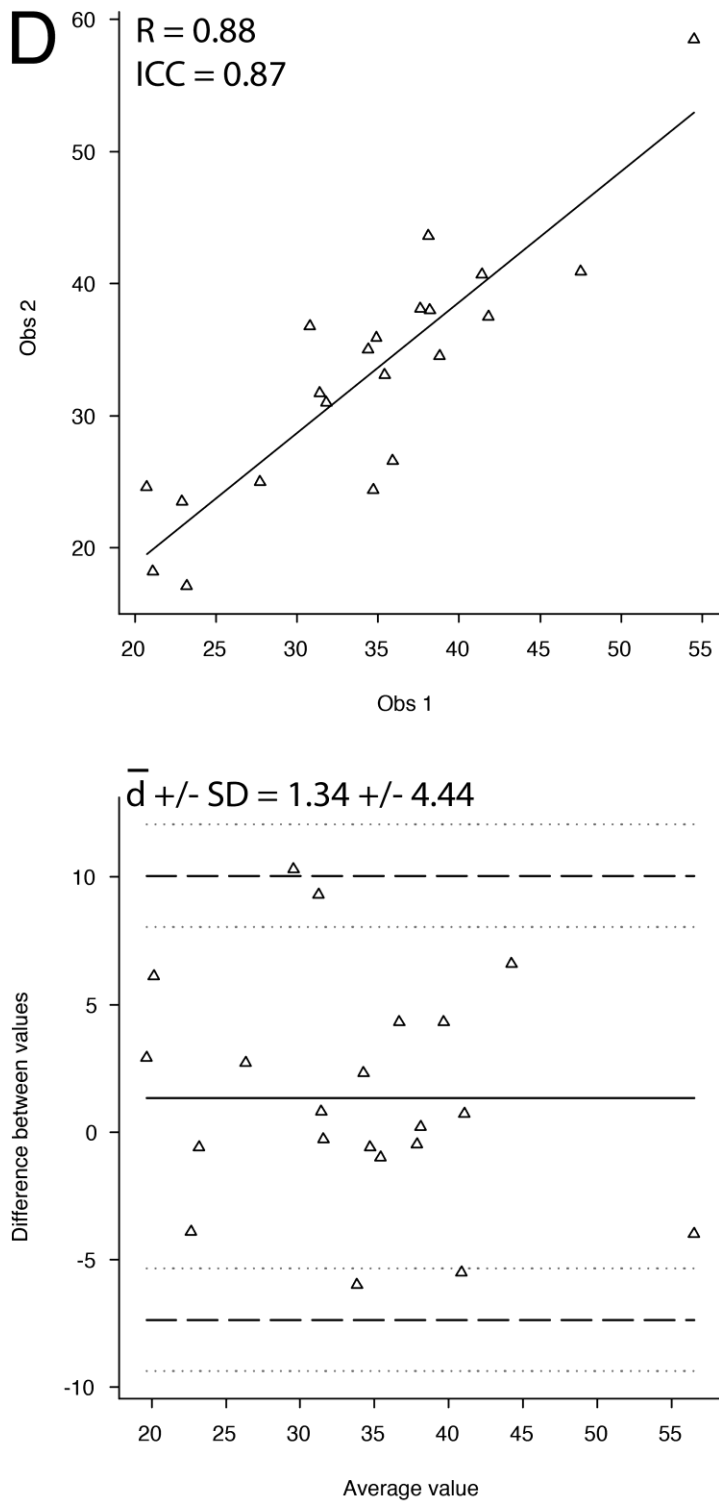 D
R = 0.88
ICC = 0.87
60
50
40
30
20
Obs 2
20 25 30 35 40 45 50 55
Obs 1
d̅ +/- SD = 1.34 +/- 4.44
10
5
0
-5
-10
Difference between values
20 25 30 35 40 45 50 55
Average value